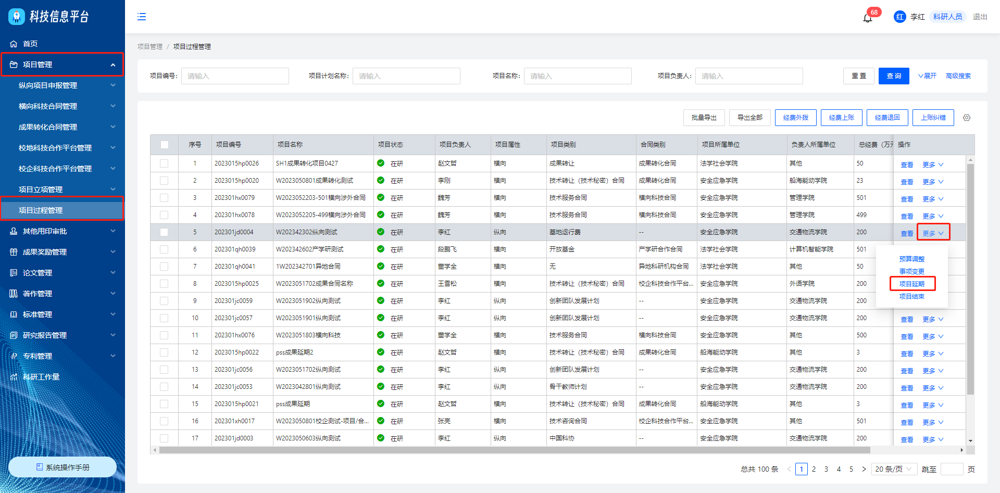 科技信息平台
首页
项目管理
纵向项目申报管理
横向科技合同管理
成果转化合同管理
校地科技合作平台管理
校企科技合作平台管理
项目立项管理
项目过程管理
其他用印审批
成果奖励管理
论文管理
著作管理
标准管理
研究报告管理
专利管理
科研工作量
系统操作手册
68
红 李红 科研人员 退出
项目管理 / 项目过程管理
项目编号: 请输入 项目计划名称: 请输入 项目名称: 请输入 项目负责人: 请输入 重 置 查 询 展开 高级搜索
批量导出 导出全部 经费外拨 经费上账 经费退回 上账纠错
序号 项目编号 项目名称 项目状态 项目负责人 项目属性 项目类别 合同类别 项目所属单位 负责人所属单位 总经费（万元 操作
1 2023015hp0026 SH1成果转化项目0427 在研 赵文哲 横向 成果转让 成果转化合同 法学社会学院 其他 50 查看 更多
2 2023015hp0020 W2023050801成果转化测试 在研 李刚 横向 技术转让（技术秘密）合同 成果转化合同 安全应急学院 船海能动学院 23 查看 更多
3 202301hx0079 W2023052203-501横向涉外合同 在研 魏芳 横向 技术服务合同 横向科技合同 安全应急学院 管理学院 501 查看 更多
4 202301hx0078 W2023052205-499横向涉外合同 在研 魏芳 横向 技术服务合同 横向科技合同 安全应急学院 管理学院 499 查看 更多
5 202301jd0004 W202342302纵向测试 在研 李红 纵向 基地运行费 -- 安全应急学院 交通物流学院 200 查看 更多
6 202301qh0039 W202342602产学研测试 在研 段鹏飞 横向 开放基金 产学研合作合同 法学社会学院 计算机智能学院 501
7 202301qh0041 1W202342701异地合同 在研 董学全 横向 无 异地科研机构合同 法学社会学院 其他 50
8 2023015hp0025 W2023051702成果合同名称 在研 王雪松 横向 技术转让（技术秘密）合同 校企科技合作平台... 安全应急学院 外语学院 200
9 202301jc0059 W2023051902纵向测试 在研 李红 纵向 创新团队发展计划 -- 安全应急学院 交通物流学院 200
预算调整
事项变更
项目延期
项目结束
10 202301jc0057 W2023051901纵向测试 在研 李红 纵向 创新团队发展计划 -- 安全应急学院 交通物流学院 200 查看 更多
11 202301hx0076 W2023051803横向科技 在研 董学全 横向 技术服务合同 横向科技合同 安全应急学院 其他 500 查看 更多
12 2023015hp0022 pss成果延期2 在研 赵文哲 横向 技术转让（技术秘密）合同 成果转化合同 船海能动学院 其他 3 查看 更多
13 202301jc0056 W2023051702纵向测试 在研 李红 纵向 创新团队发展计划 -- 安全应急学院 交通物流学院 200 查看 更多
14 202301jc0053 W2023042801纵向测试 在研 李红 纵向 骨干教师计划 -- 安全应急学院 交通物流学院 200 查看 更多
15 2023015hp0021 pss成果延期 在研 赵文哲 横向 技术转让（技术秘密）合同 成果转化合同 船海能动学院 其他 3 查看 更多
16 202301xh0017 W2023050801校企测试-项目/合... 在研 张亮 横向 技术咨询合同 校企科技合作平台... 安全应急学院 其他 501 查看 更多
17 202301jd0003 W2023050603纵向测试 在研 李红 纵向 中国科协 -- 安全应急学院 交通物流学院 200 查看 更多
总共 100 条 < 1 2 3 4 5 > 20 条/页 跳至 页